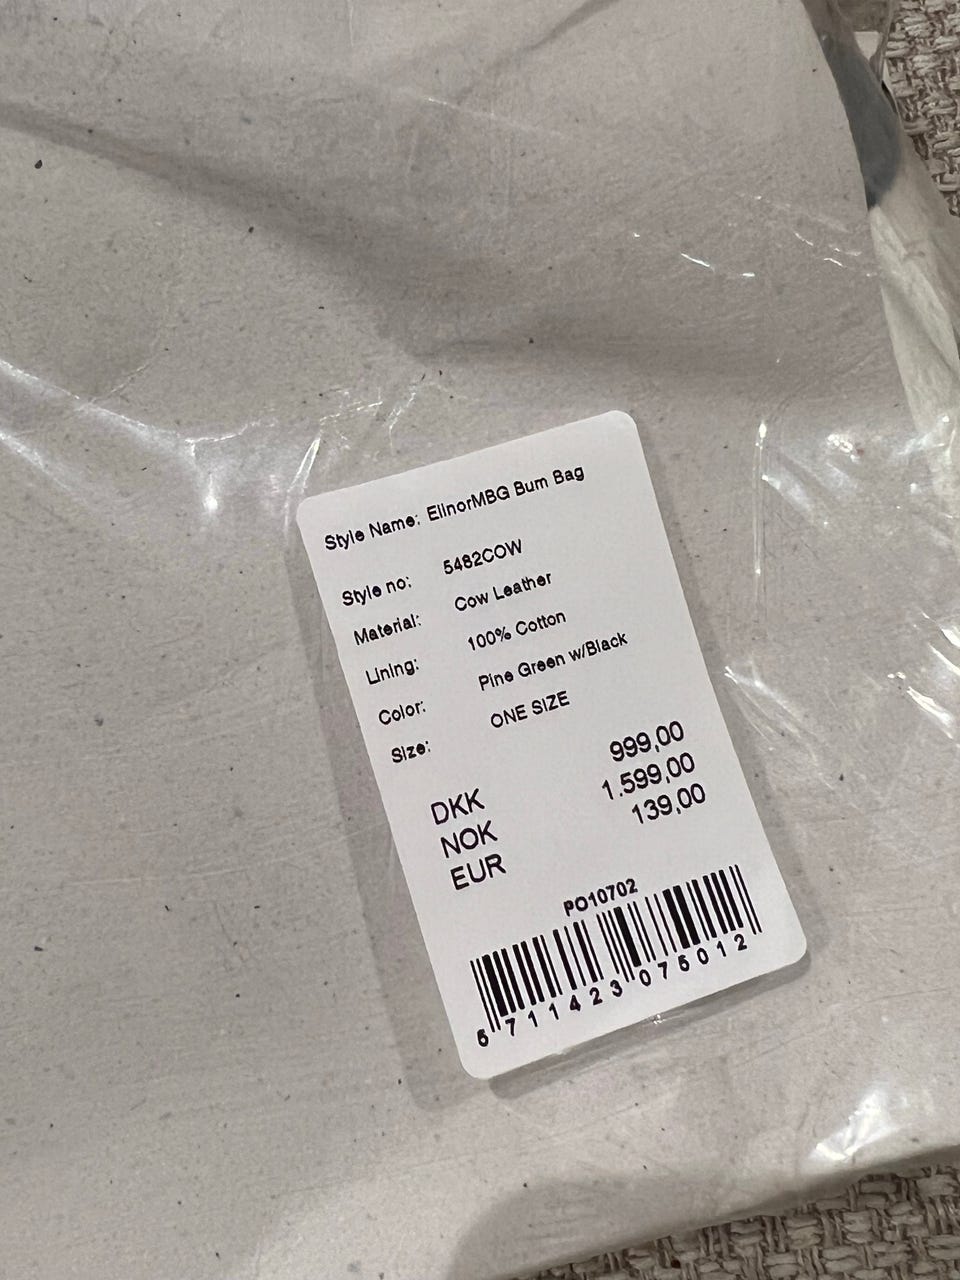 Style Name: ElinorMBG Bum Bag
Style no: 5482COW
Material: Cow Leather
Lining: 100% Cotton
Color: Pine Green w/Black
Size: ONE SIZE
DKK 999,00
NOK 1.599,00
EUR 139,00
PO10702
5 711423 075012